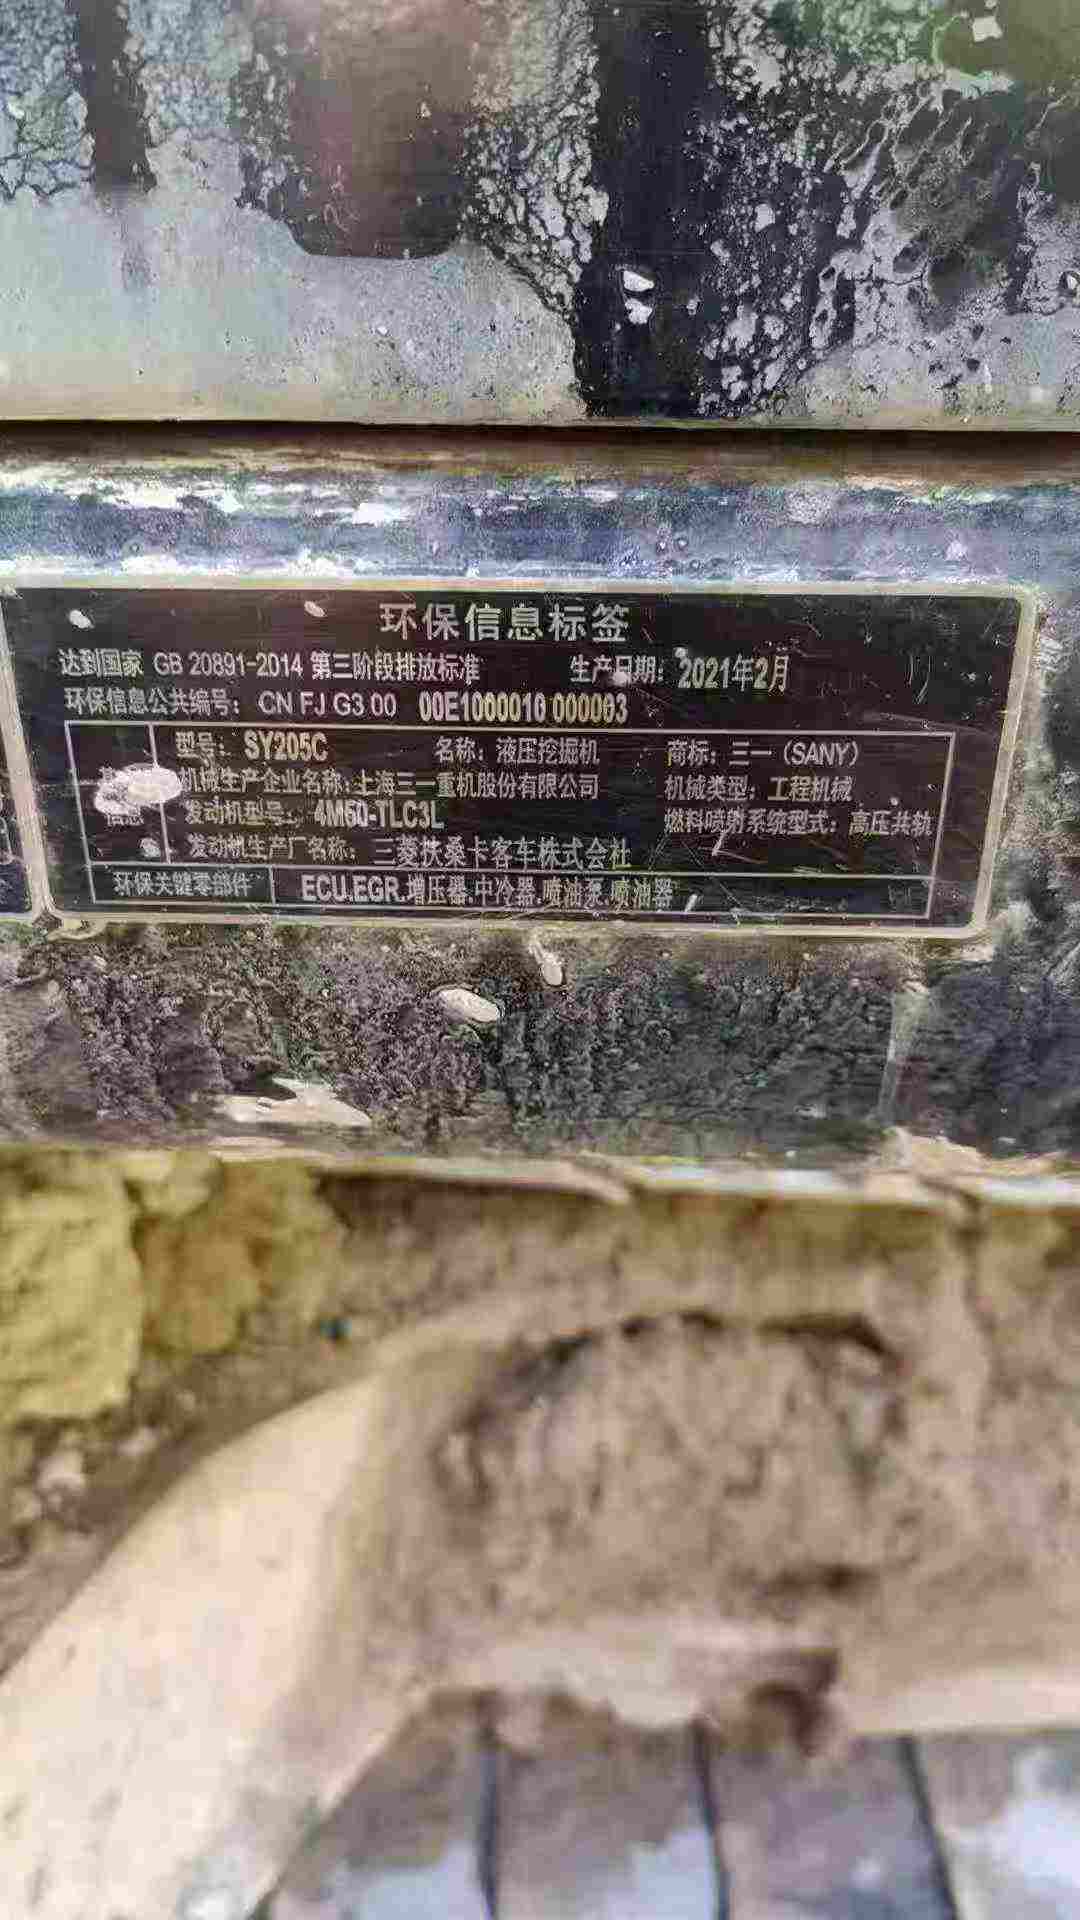 环保信息标签
达到国家 GB 20891-2014 第三阶段排放标准 生产日期：2021年2月
环保信息公共编号：CN FJ G3 00 00E1000010 000003
型号：SY205C 名称：液压挖掘机 商标：三一（SANY）
信息 机械生产企业名称：上海三一重机股份有限公司 机械类型：工程机械
发动机型号：4M50-TLC3L 燃料喷射系统型式：高压共轨
发动机生产厂名称：三菱扶桑卡客车株式会社
环保关键零部件 ECU.EGR.增压器.中冷器.喷油泵.喷油器